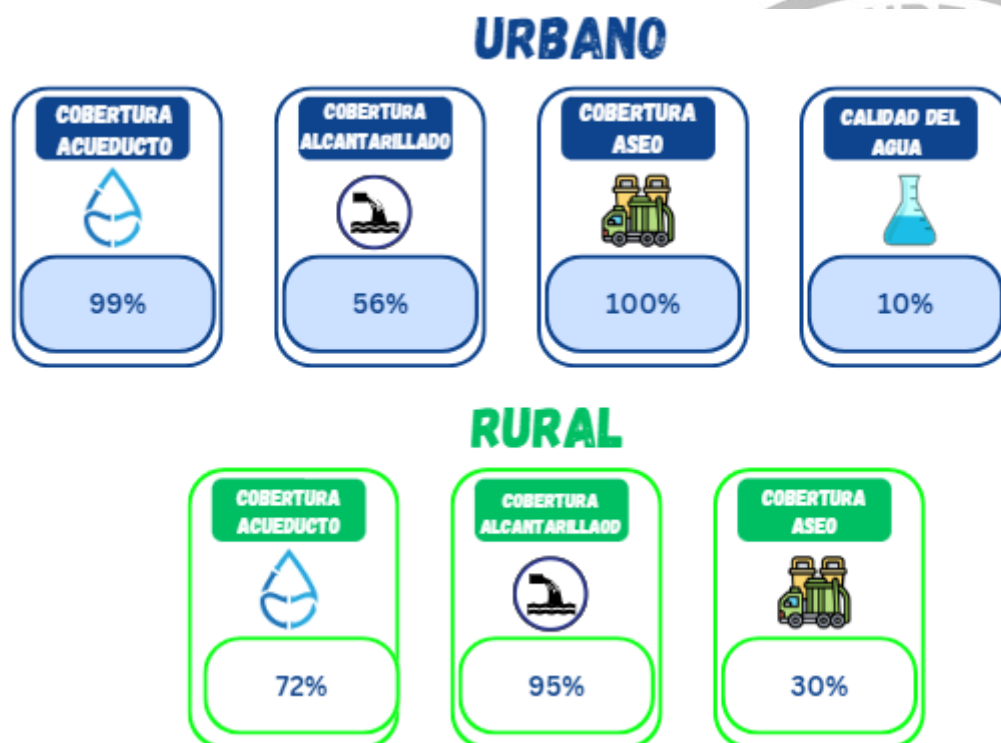 URBANO
COBERTURA
ACUEDUCTO
99%
COBERTURA
ALCANTARILLADO
56%
COBERTURA
ASEO
100%
CALIDAD DEL
AGUA
10%
RURAL
COBERTURA
ACUEDUCTO
72%
COBERTURA
ALCANTARILLAOD
95%
COBERTURA
ASEO
30%